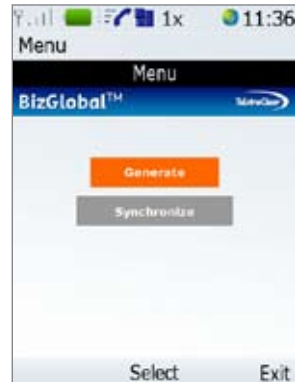 1x 11:36
Menu
Menu
BizGlobal™
Generate
Synchronize
Select Exit